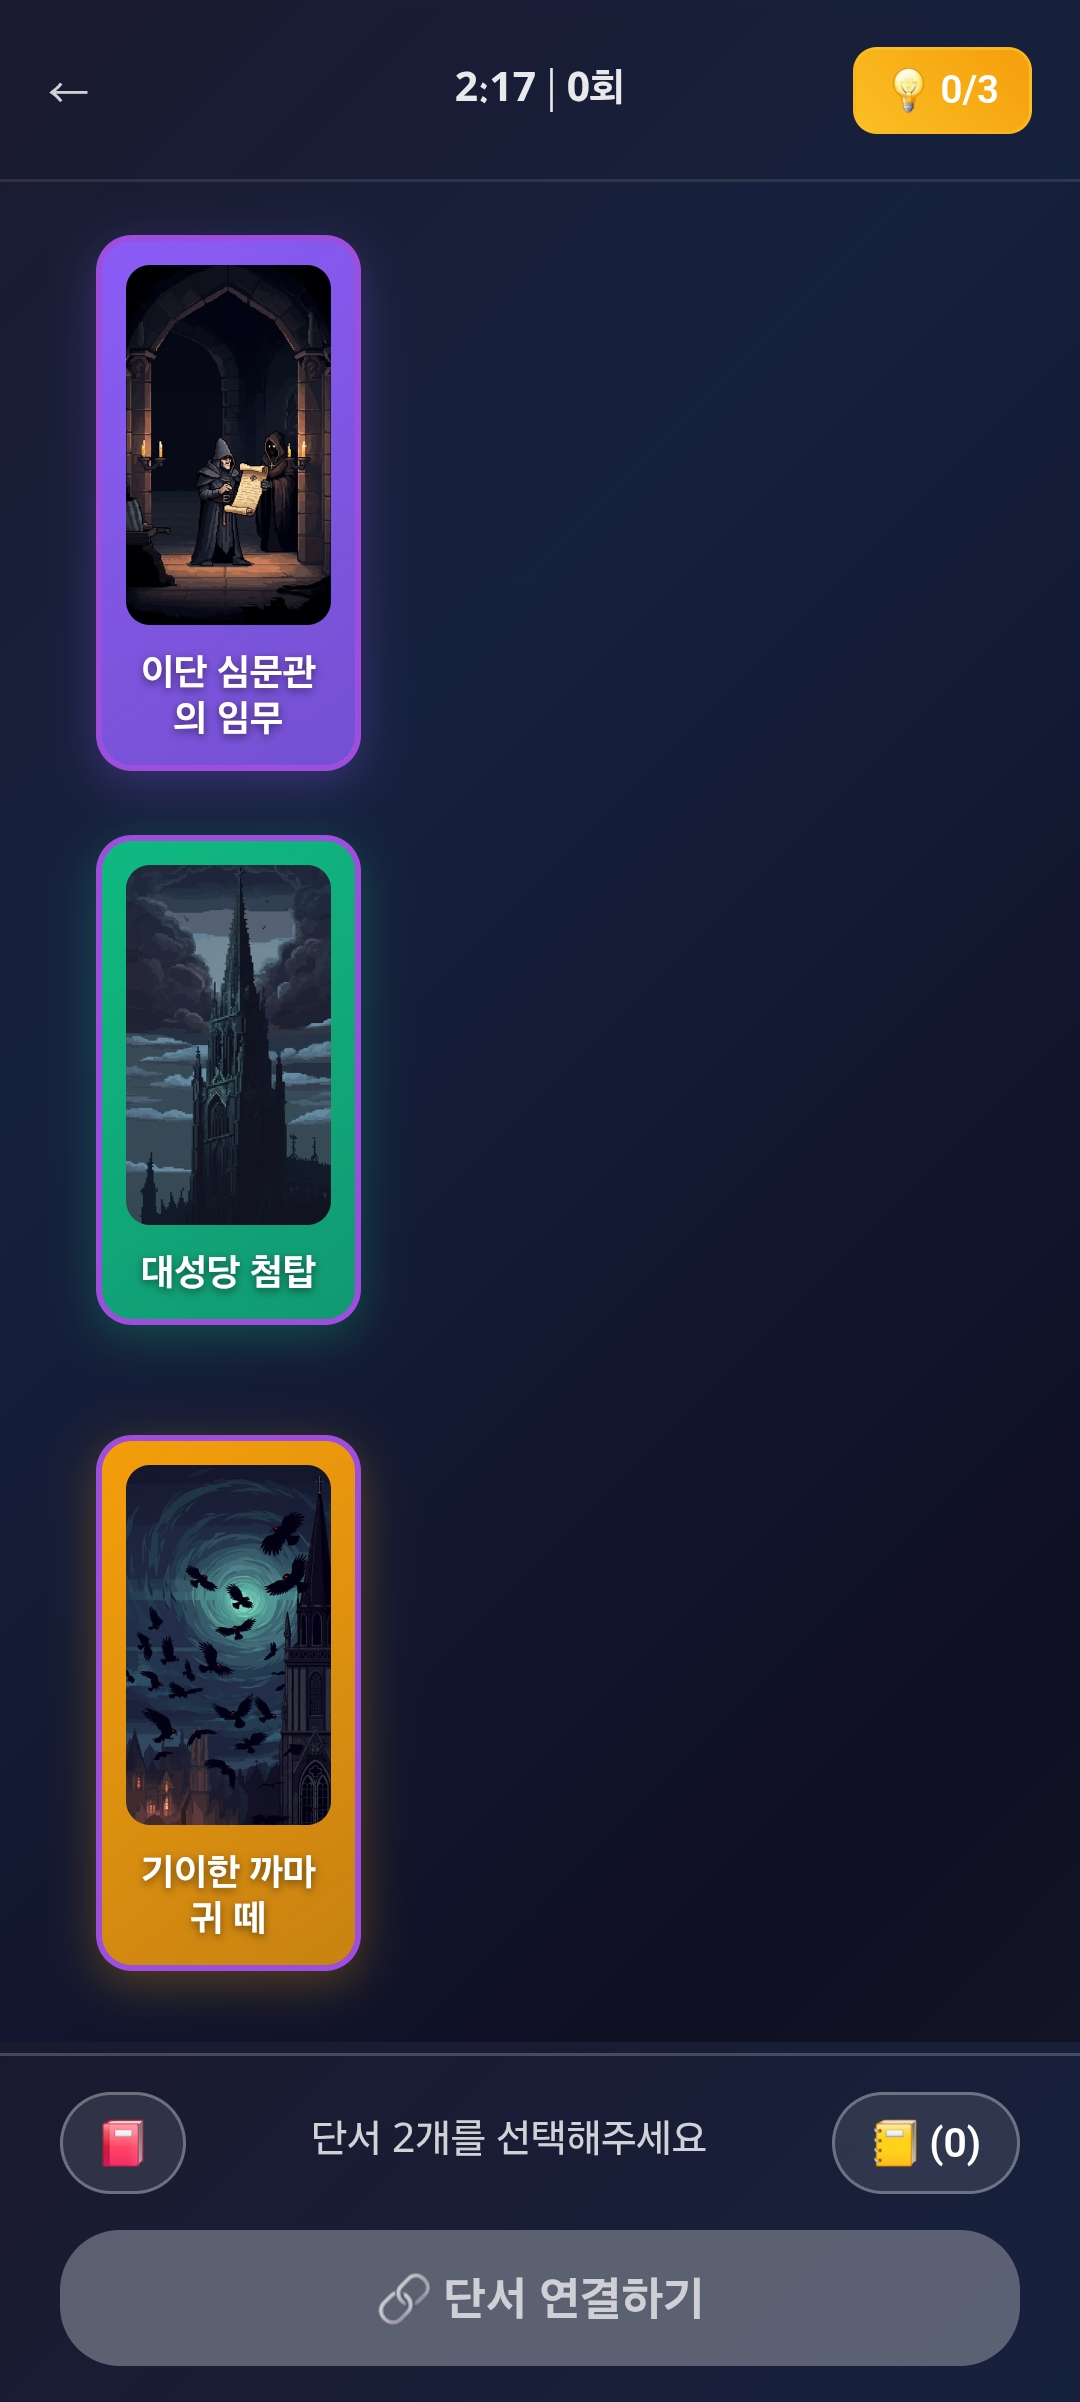 ←
2:17 | 0회
0/3
이단 심문관
의 임무
대성당 첨탑
기이한 까마
귀 떼
단서 2개를 선택해주세요
(0)
단서 연결하기